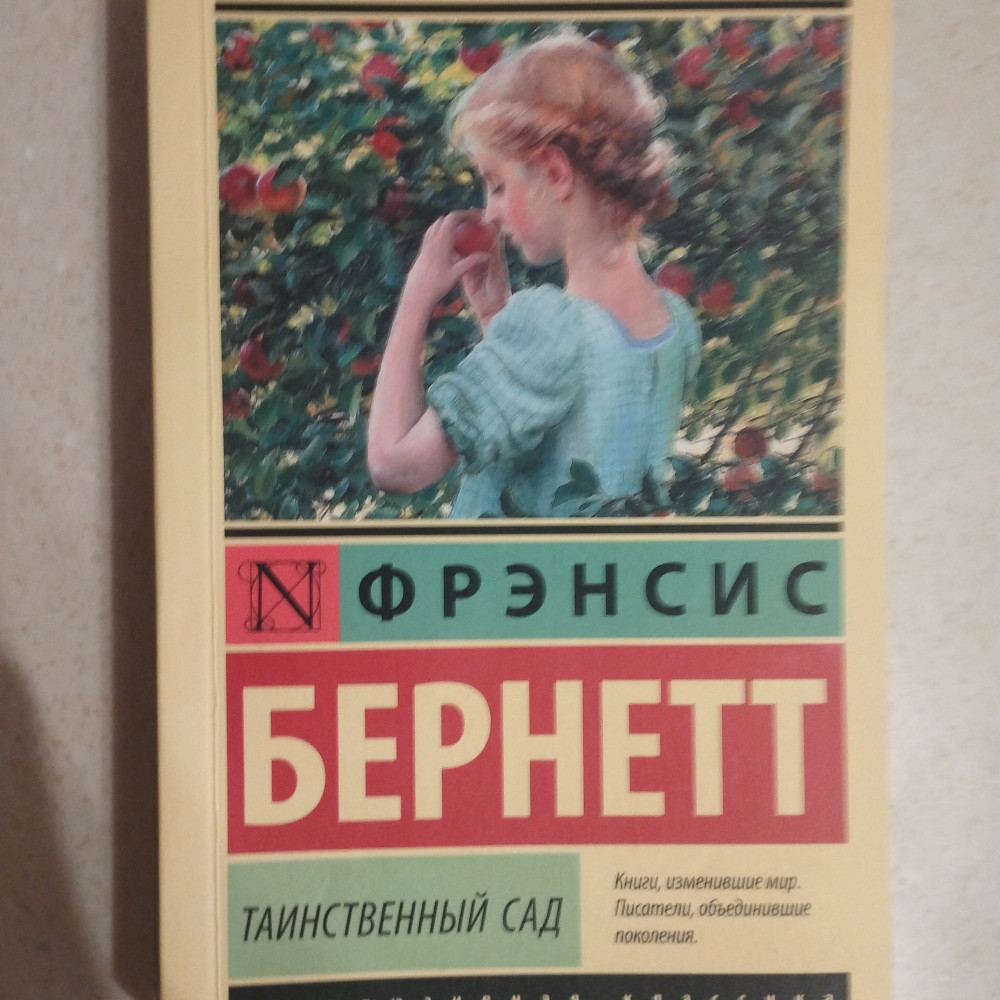 N ФРЭНСИС
БЕРНЕТТ
ТАИНСТВЕННЫЙ САД
Книги, изменившие мир.
Писатели, объединившие
поколения.